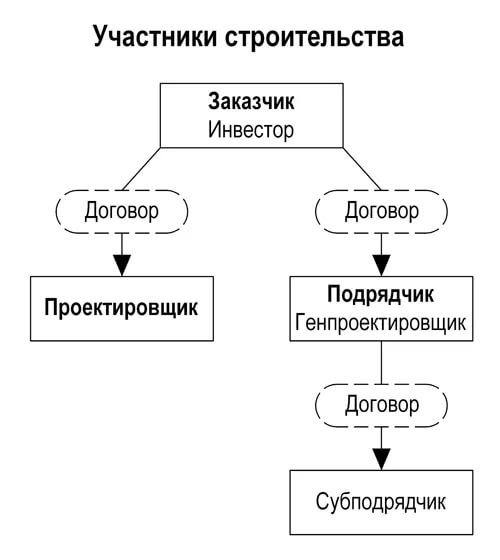 Участники строительства
Заказчик
Инвестор
Договор
Договор
Проектировщик
Подрядчик
Генпроектировщик
Договор
Субподрядчик